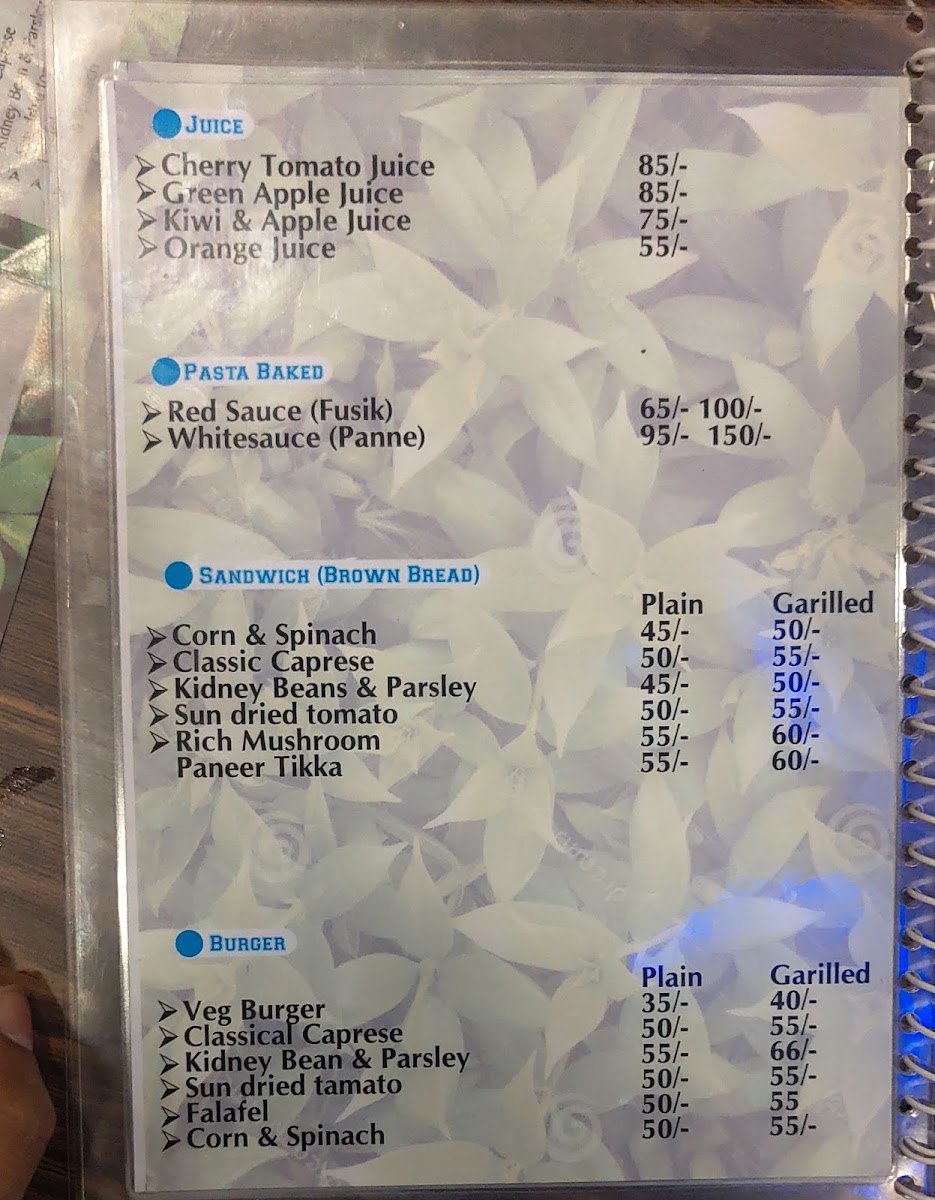 JUICE
Cherry Tomato Juice 85/-
Green Apple Juice 85/-
Kiwi & Apple Juice 75/-
Orange Juice 55/-
PASTA BAKED
Red Sauce (Fusik) 65/- 100/-
Whitesauce (Panne) 95/- 150/-
SANDWICH (BROWN BREAD)
Plain Garilled
Corn & Spinach 45/- 50/-
Classic Caprese 50/- 55/-
Kidney Beans & Parsley 45/- 50/-
Sun dried tomato 50/- 55/-
Rich Mushroom 55/- 60/-
Paneer Tikka 55/- 60/-
BURGER
Plain Garilled
Veg Burger 35/- 40/-
Classical Caprese 50/- 55/-
Kidney Bean & Parsley 55/- 66/-
Sun dried tamato 50/- 55/-
Falafel 50/- 55
Corn & Spinach 50/- 55/-